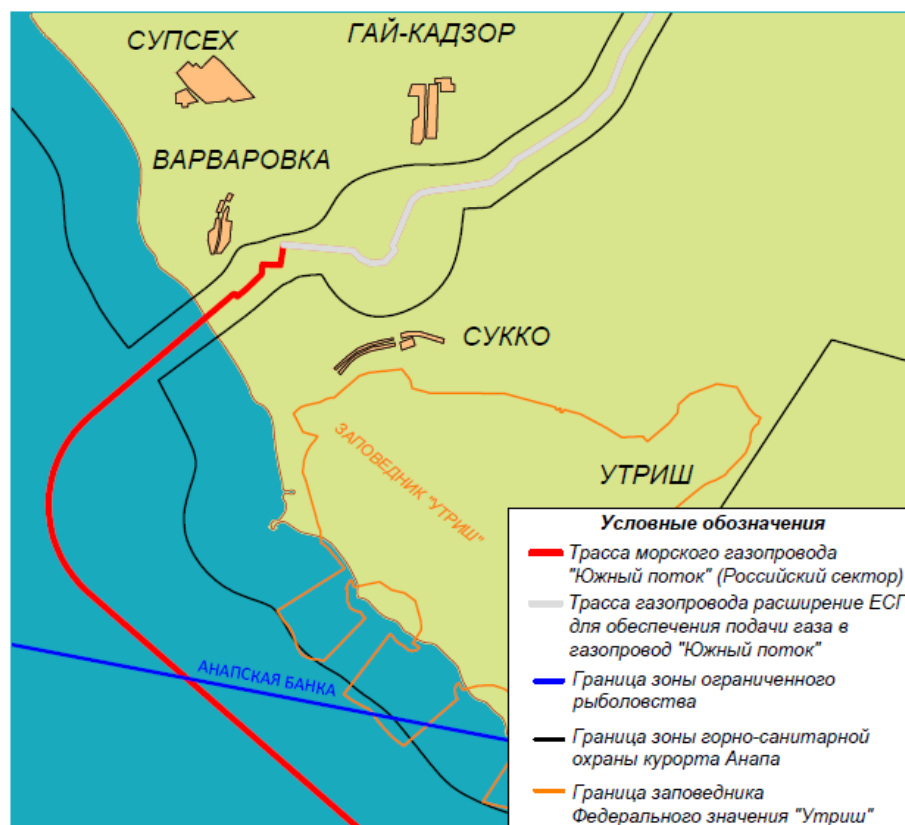 СУПСЕХ
ГАЙ-КАДЗОР
ВАРВАРОВКА
СУККО
ЗАПОВЕДНИК "УТРИШ"
УТРИШ
АНАПСКАЯ БАНКА
Условные обозначения
Трасса морского газопровода
"Южный поток" (Российский сектор)
Трасса газопровода расширение ЕСГ
для обеспечения подачи газа в
газопровод "Южный поток"
Граница зоны ограниченного
рыболовства
Граница зоны горно-санитарной
охраны курорта Анапа
Граница заповедника
Федерального значения "Утриш"